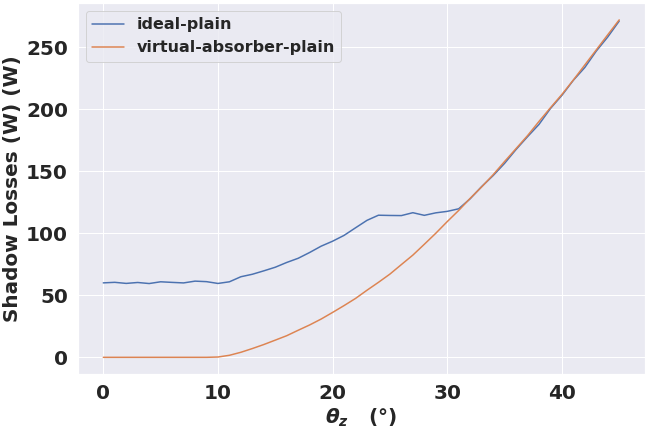 ideal-plain
virtual-absorber-plain
Shadow Losses (W) (W)
250
200
150
100
50
0
0 10 20 30 40
θz (°)